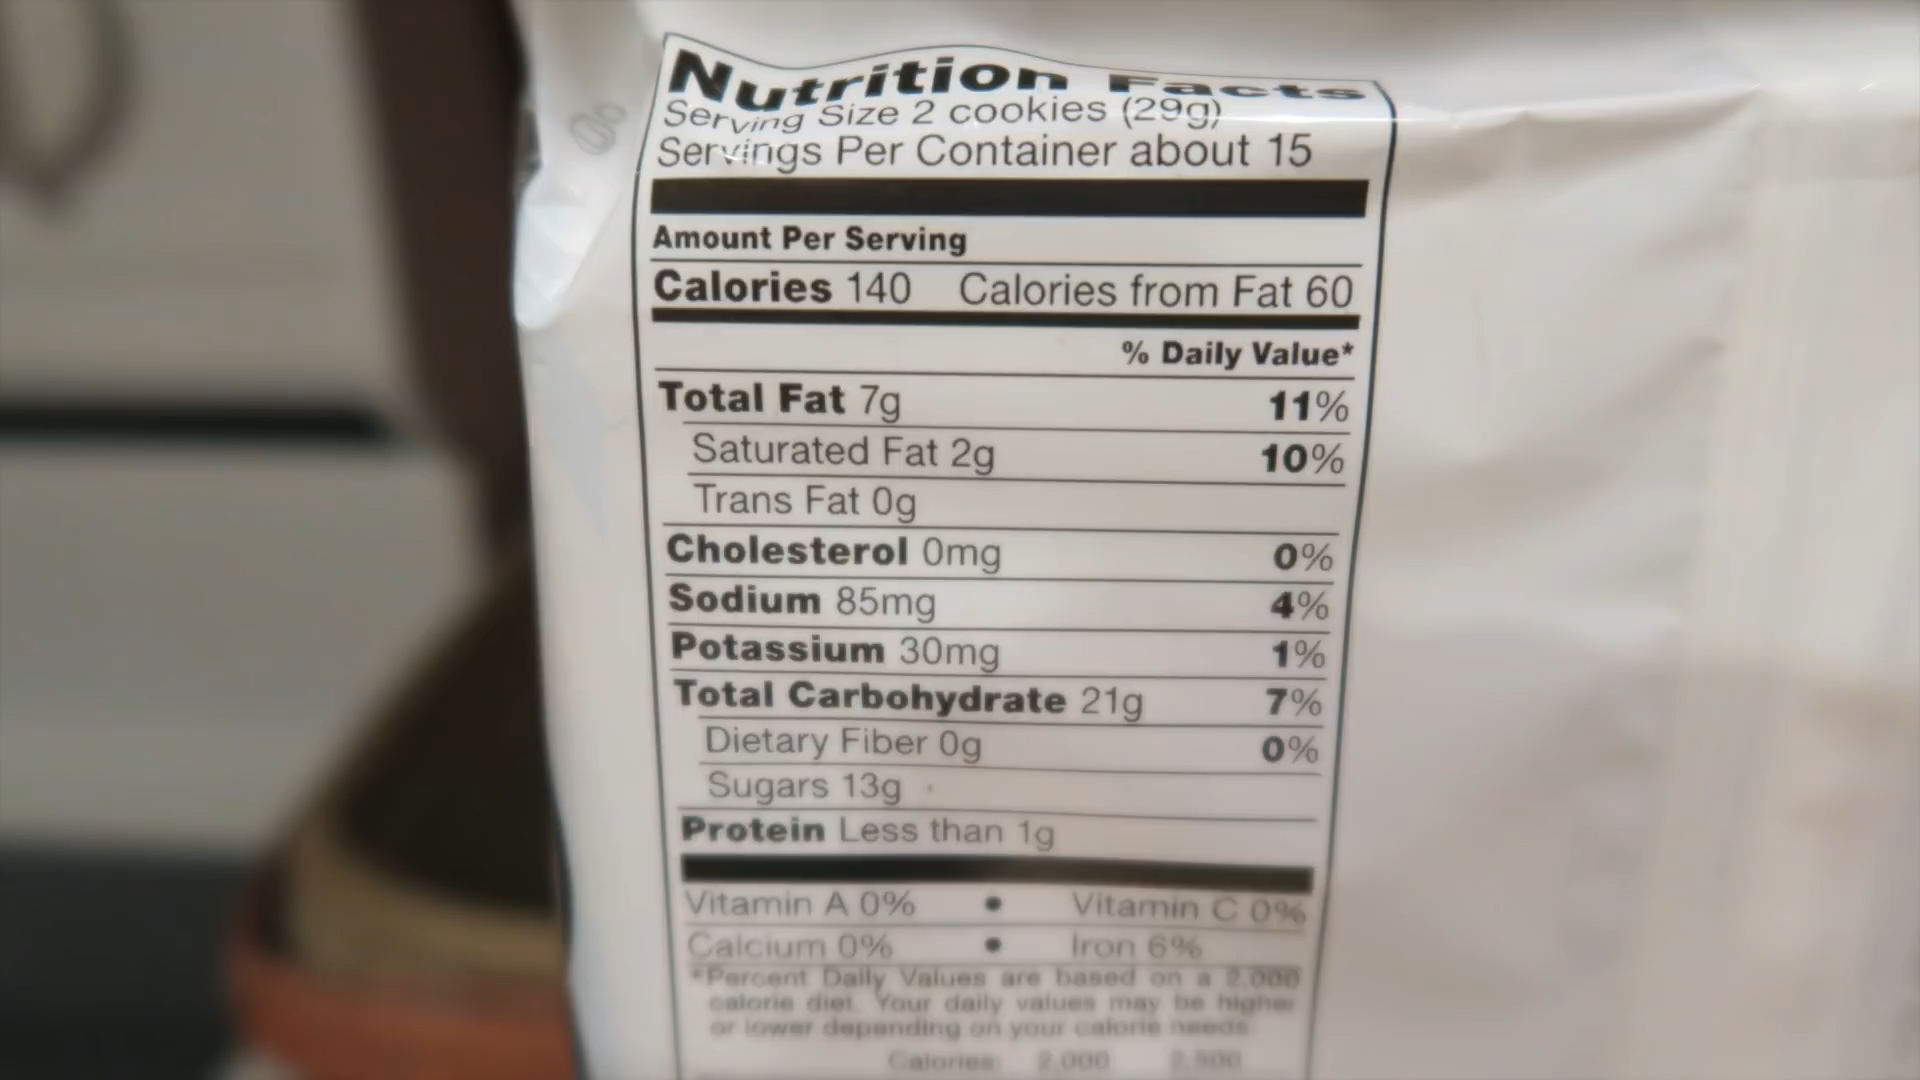 Nutrition Facts
Serving Size 2 cookies (29g)
Servings Per Container about 15
Amount Per Serving
Calories 140 Calories from Fat 60
% Daily Value*
Total Fat 7g 11%
Saturated Fat 2g 10%
Trans Fat 0g
Cholesterol 0mg 0%
Sodium 85mg 4%
Potassium 30mg 1%
Total Carbohydrate 21g 7%
Dietary Fiber 0g 0%
Sugars 13g
Protein Less than 1g
Vitamin A 0% • Vitamin C 0%
Calcium 0% • Iron 6%
*Percent Daily Values are based on a 2,000
calorie diet. Your daily values may be higher
or lower depending on your calorie needs
Calories: 2,000 2,500